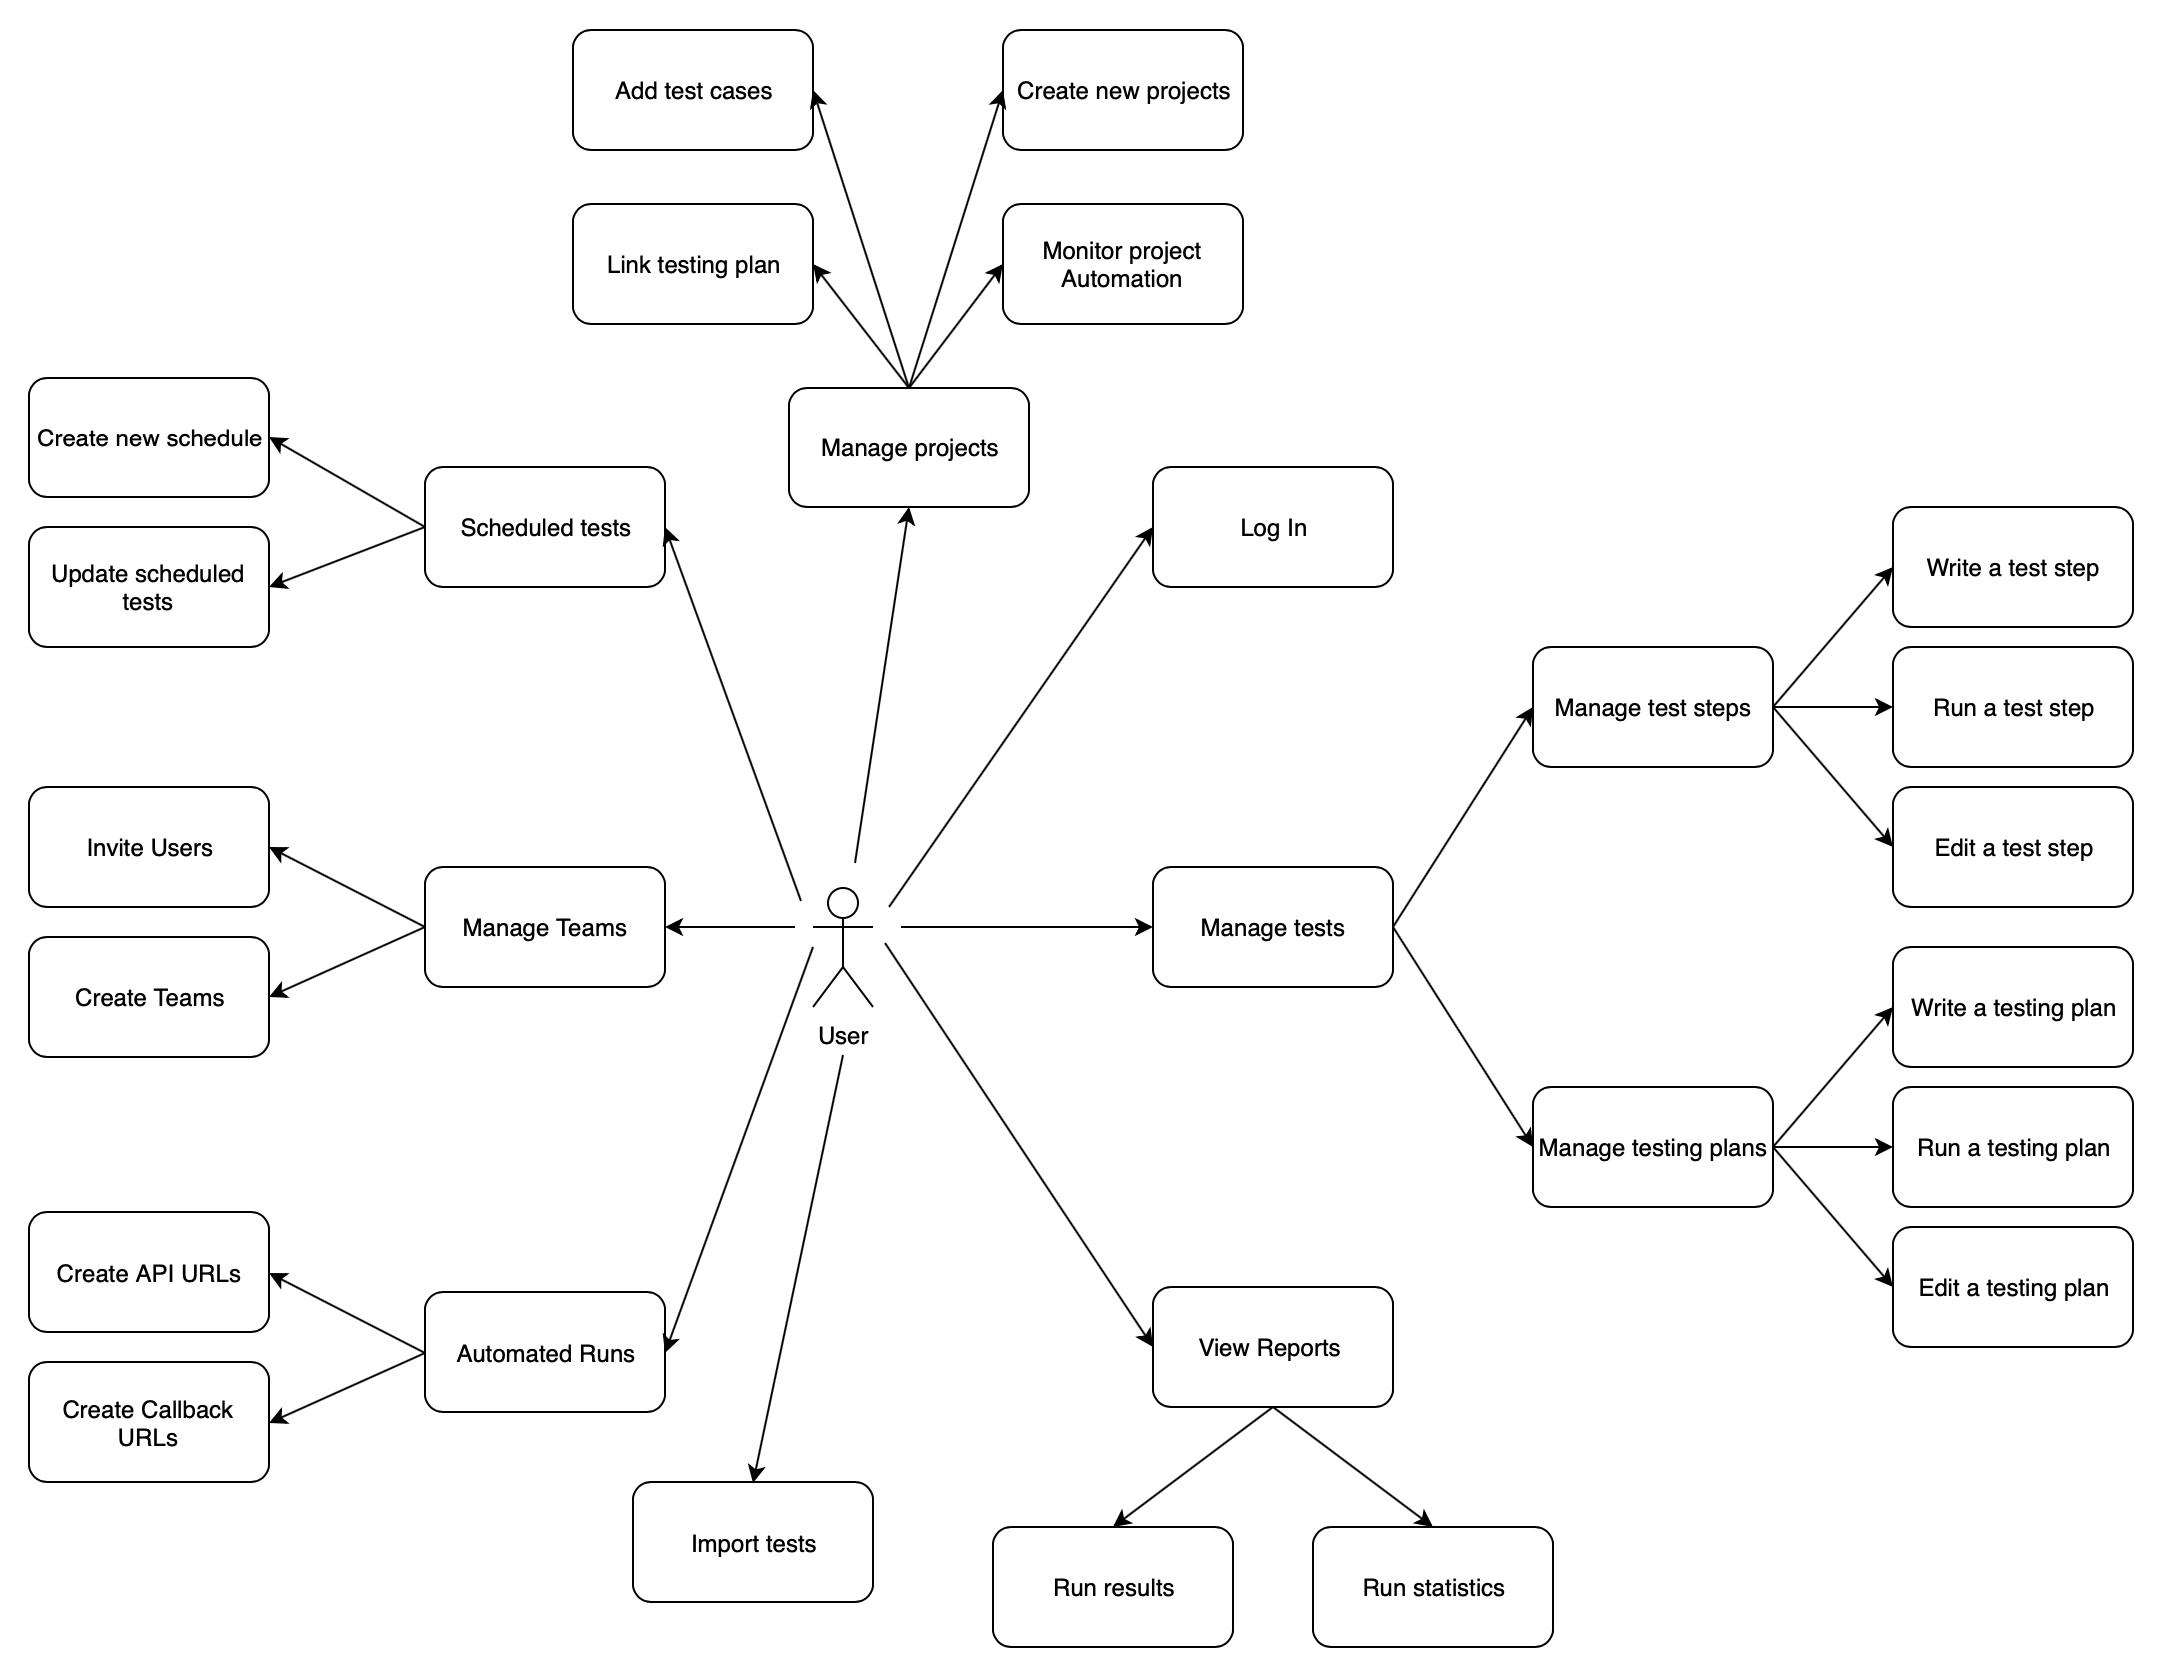 Add test cases
Create new projects
Link testing plan
Monitor project
Automation
Manage projects
Create new schedule
Scheduled tests
Update scheduled
tests
Log In
Write a test step
Manage test steps
Run a test step
Edit a test step
Invite Users
Manage Teams
Create Teams
User
Manage tests
Write a testing plan
Manage testing plans
Run a testing plan
Edit a testing plan
Create API URLs
Automated Runs
Create Callback
URLs
View Reports
Import tests
Run results
Run statistics